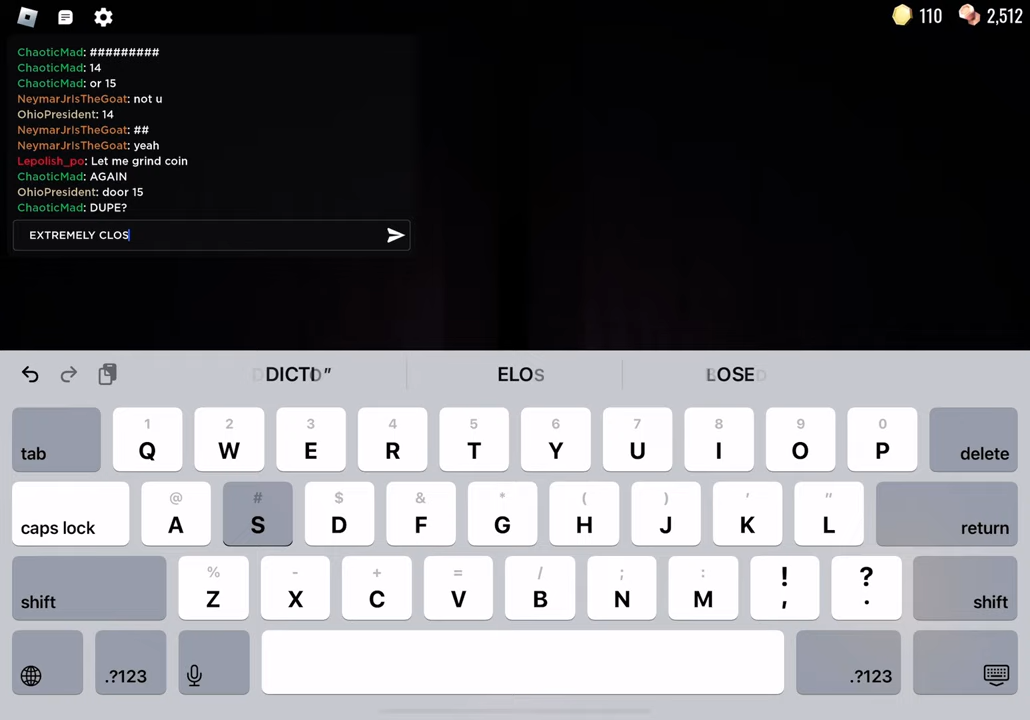 110 2,512
ChaoticMad: #########
ChaoticMad: 14
ChaoticMad: or 15
NeymarJrIsTheGoat: not u
OhioPresident: 14
NeymarJrIsTheGoat: ##
NeymarJrIsTheGoat: yeah
Lepolish_po: Let me grind coin
ChaoticMad: AGAIN
OhioPresident: door 15
ChaoticMad: DUPE?
EXTREMELY CLOS
ELOS
1 2 3 4 5 6 7 8 9 0
tab Q W E R T Y U I O P delete
@ # $ & * ( ) ' "
caps lock A S D F G H J K L return
% - + = / ; : ! ?
shift Z X C V B N M , . shift
.?123 .?123